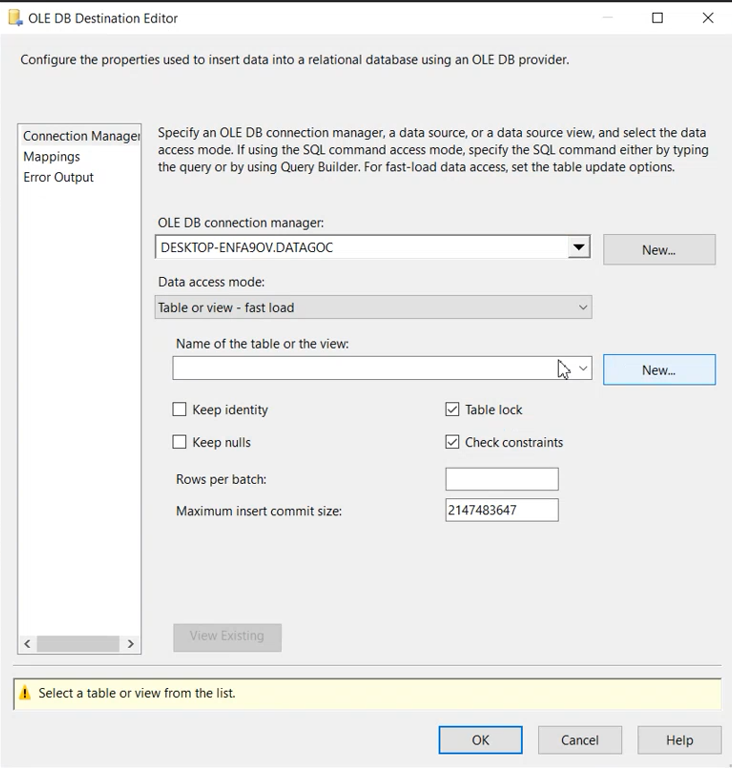 OLE DB Destination Editor
Configure the properties used to insert data into a relational database using an OLE DB provider.
Connection Manager
Mappings
Error Output
Specify an OLE DB connection manager, a data source, or a data source view, and select the data
access mode. If using the SQL command access mode, specify the SQL command either by typing
the query or by using Query Builder. For fast-load data access, set the table update options.
OLE DB connection manager:
DESKTOP-ENFA9OV.DATAGOC
New...
Data access mode:
Table or view - fast load
Name of the table or the view:
New...
Keep identity
Table lock
Keep nulls
Check constraints
Rows per batch:
Maximum insert commit size:
2147483647
View Existing
Select a table or view from the list.
OK
Cancel
Help